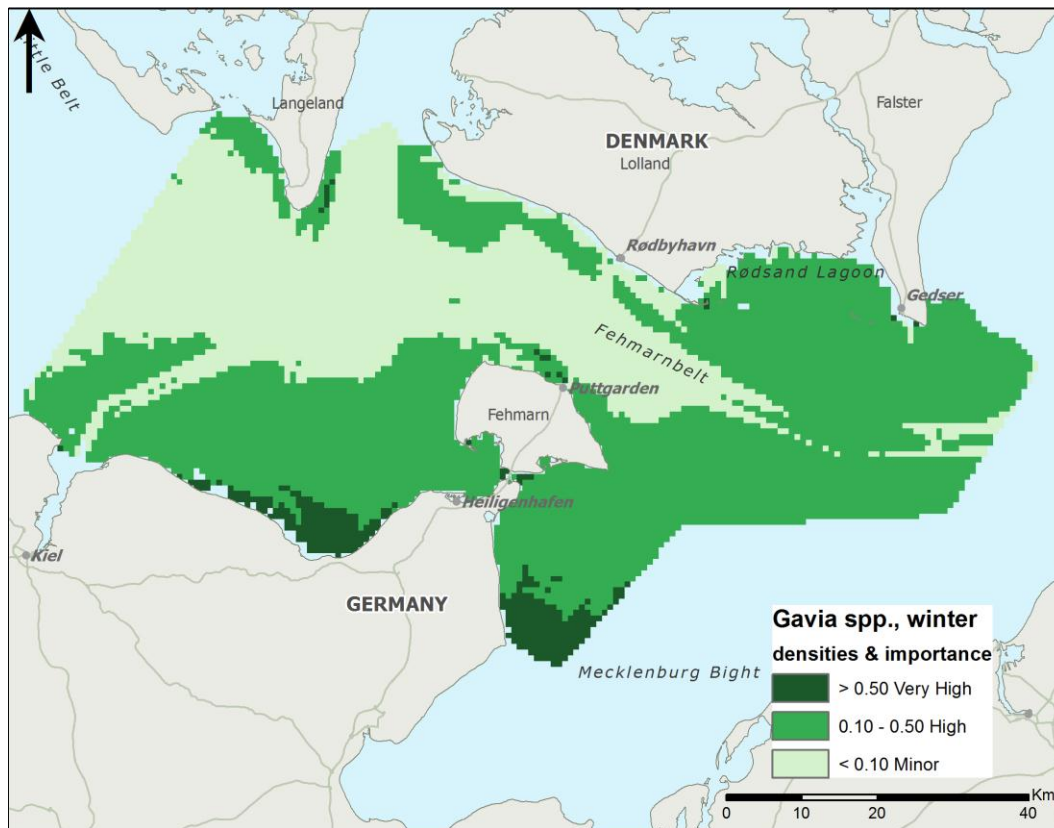 ttle Belt
Langeland
Falster
DENMARK
Lolland
Rødbyhavn
Rødsand Lagoon
Gedser
Fehmarnbelt
Puttgarden
Fehmarn
Heiligenhafen
Kiel
GERMANY
Mecklenburg Bight
Gavia spp., winter
densities & importance
> 0.50 Very High
0.10 - 0.50 High
< 0.10 Minor
Km
0 10 20 40